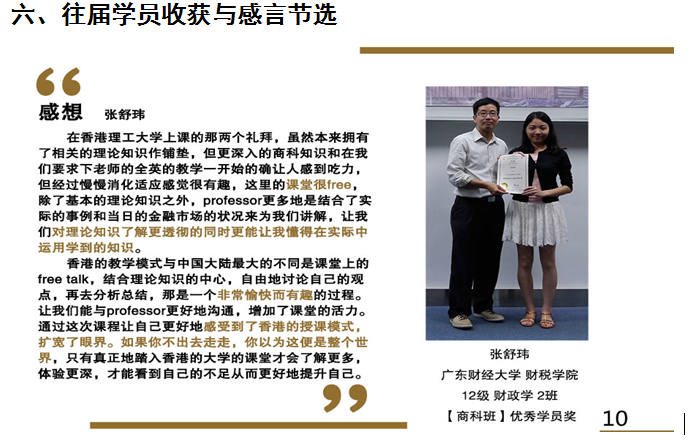 六、往届学员收获与感言节选
感想 张舒玮
在香港理工大学上课的那两个礼拜，虽然本来拥有
了相关的理论知识作铺垫，但更深入的商科知识和在我
们要求下老师的全英的教学一开始的确让人感到吃力，
但经过慢慢消化适应感觉很有趣，这里的课堂很free，
除了基本的理论知识之外，professor更多地是结合了实
际的事例和当日的金融市场的状况来为我们讲解，让我
们对理论知识了解更透彻的同时更能让我懂得在实际中
运用学到的知识。
香港的教学模式与中国大陆最大的不同是课堂上的
free talk，结合理论知识的中心，自由地讨论自己的观
点，再去分析总结，那是一个非常愉快而有趣的过程。
让我们能与professor更好地沟通，增加了课堂的活力。
通过这次课程让自己更好地感受到了香港的授课模式，
扩宽了眼界。如果你不出去走走，你以为这便是整个世
界，只有真正地踏入香港的大学的课堂才会了解更多，
体验更深，才能看到自己的不足从而更好地提升自己。
张舒玮
广东财经大学 财税学院
12级 财政学 2班
【商科班】优秀学员奖
10